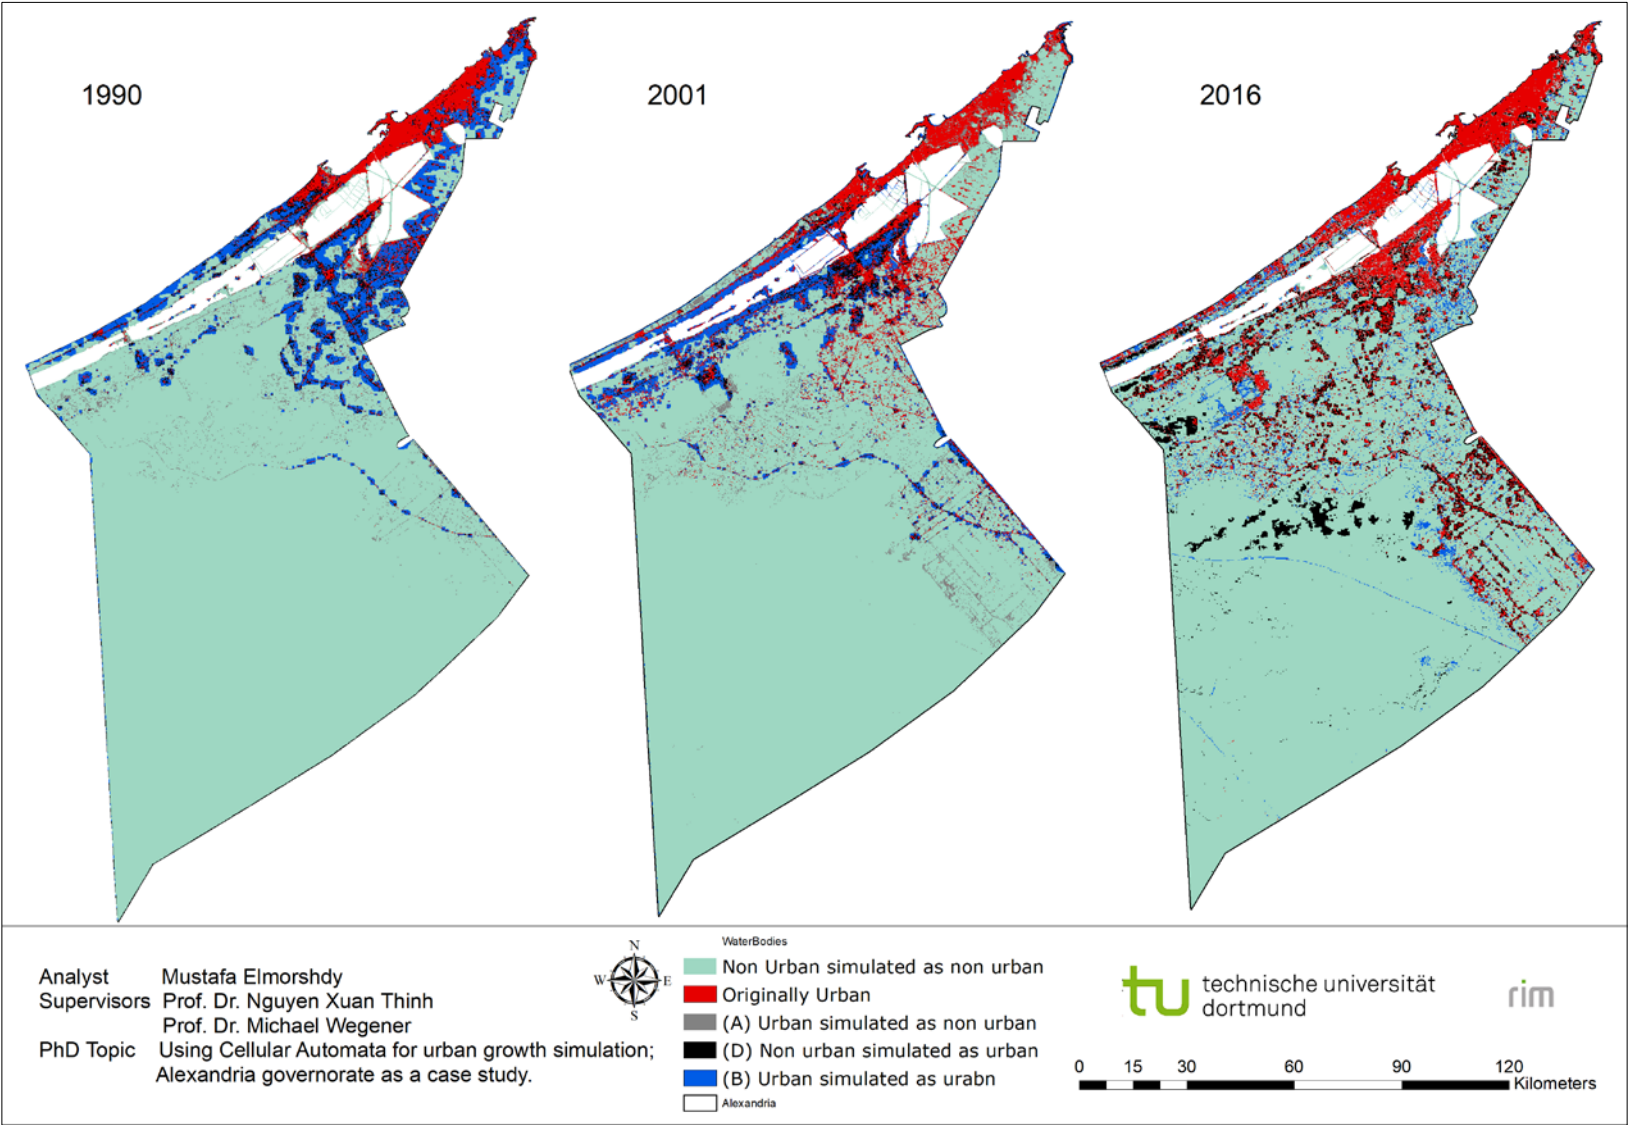 1990
2001
2016
Analyst Mustafa Elmorshdy
Supervisors Prof. Dr. Nguyen Xuan Thinh
Prof. Dr. Michael Wegener
PhD Topic Using Cellular Automata for urban growth simulation;
Alexandria governorate as a case study.
N
W E
S
WaterBodies
Non Urban simulated as non urban
Originally Urban
(A) Urban simulated as non urban
(D) Non urban simulated as urban
(B) Urban simulated as urabn
Alexandria
tu technische universität
dortmund
rim
0 15 30 60 90 120
Kilometers